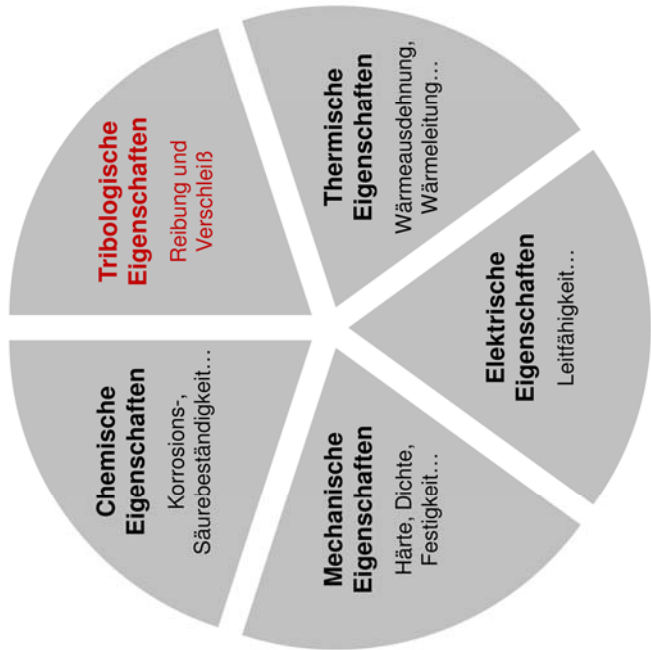 Tribologische
Eigenschaften
Reibung und
Verschleiß
Thermische
Eigenschaften
Wärmeausdehnung,
Wärmeleitung...
Elektrische
Eigenschaften
Leitfähigkeit...
Mechanische
Eigenschaften
Härte, Dichte,
Festigkeit...
Chemische
Eigenschaften
Korrosions-,
Säurebeständigkeit...